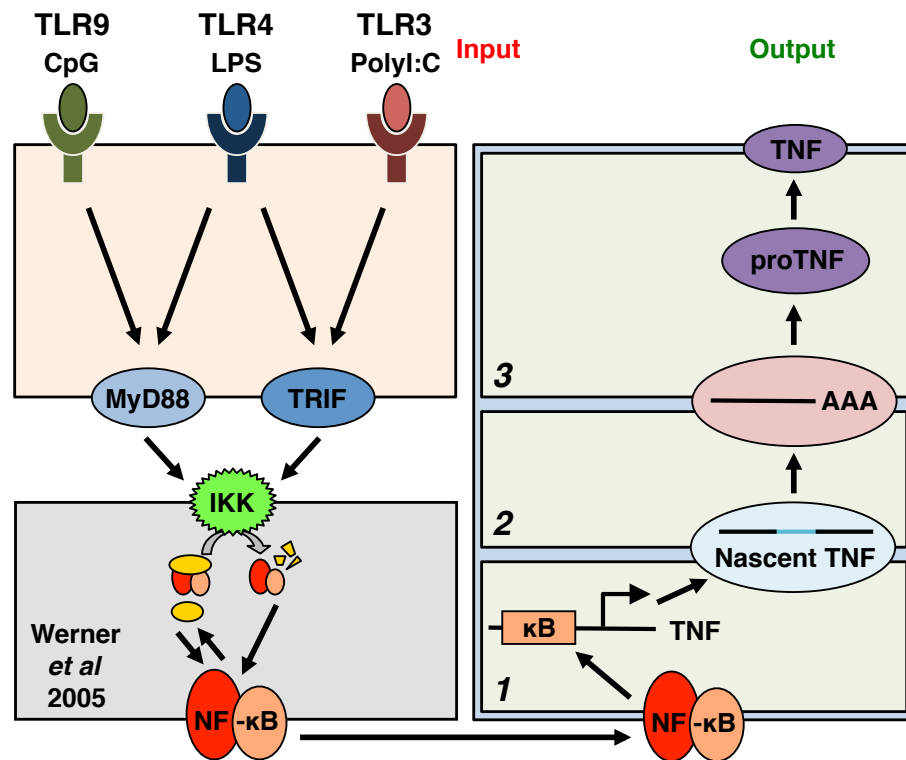 TLR9
CpG
TLR4
LPS
TLR3
PolyI:C
Input
Output
MyD88
TRIF
IKK
Werner
et al
2005
NF -κB
TNF
proTNF
3
AAA
2
Nascent TNF
κB
TNF
1
NF -κB